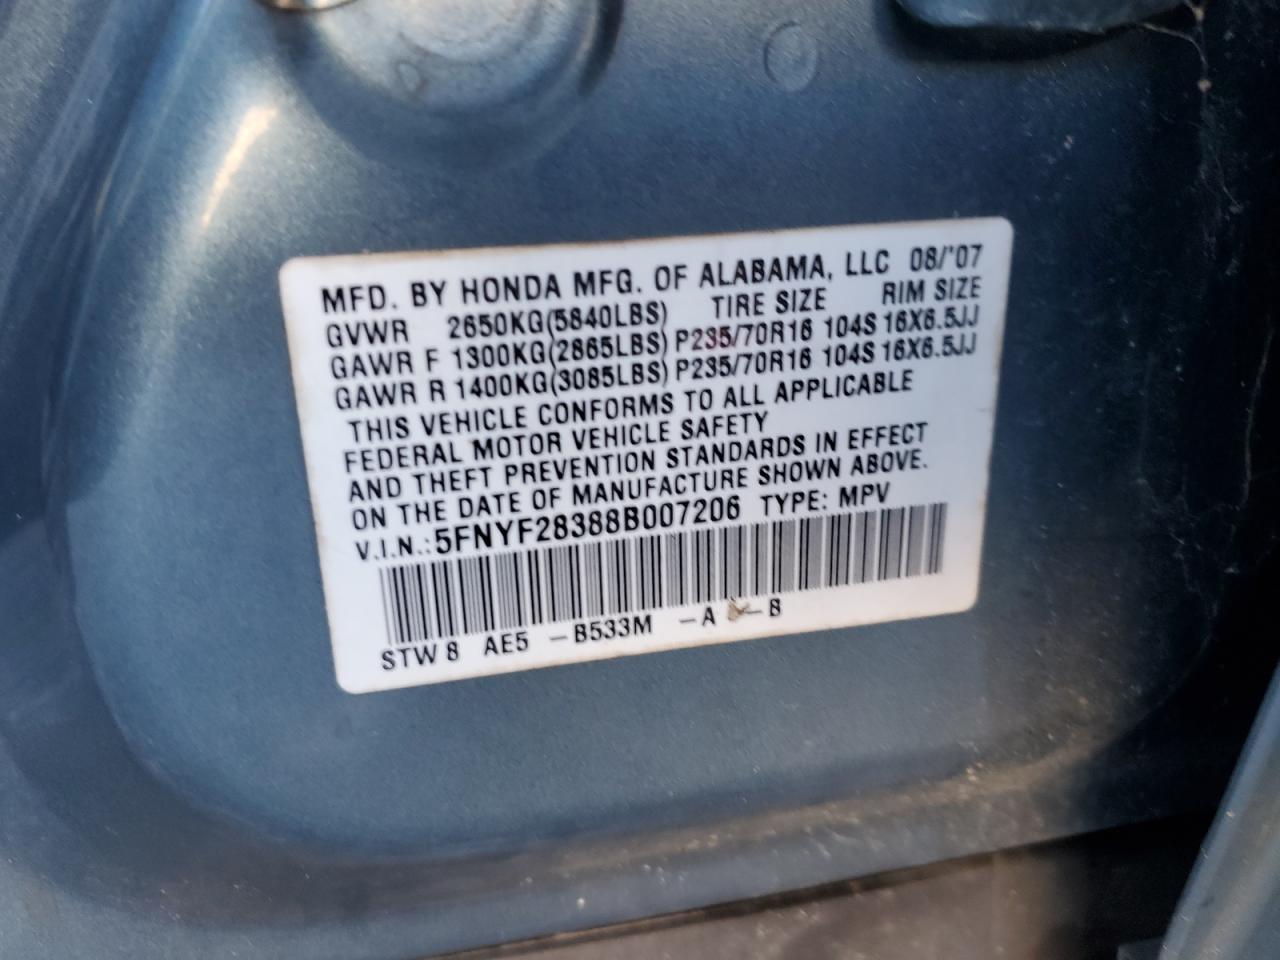 MFD. BY HONDA MFG. OF ALABAMA, LLC 08/'07
GVWR 2650KG(5840LBS) TIRE SIZE RIM SIZE
GAWR F 1300KG(2865LBS) P235/70R16 104S 16X6.5JJ
GAWR R 1400KG(3085LBS) P235/70R16 104S 16X6.5JJ
THIS VEHICLE CONFORMS TO ALL APPLICABLE
FEDERAL MOTOR VEHICLE SAFETY
AND THEFT PREVENTION STANDARDS IN EFFECT
ON THE DATE OF MANUFACTURE SHOWN ABOVE.
V.I.N.: 5FNYF28388B007206 TYPE: MPV
STW 8 AE5 -B533M -A -B